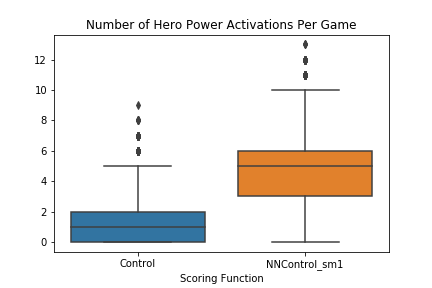 Number of Hero Power Activations Per Game
12
10
8
6
4
2
0
Control
NNControl_sm1
Scoring Function